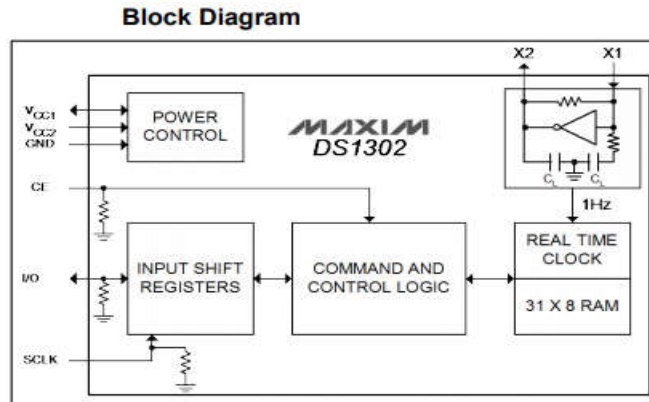 Block Diagram
X2 X1
VCC1
VCC2
GND
POWER
CONTROL
MAXIM
DS1302
CL CL
CE
1Hz
I/O
INPUT SHIFT
REGISTERS
COMMAND AND
CONTROL LOGIC
REAL TIME
CLOCK
31 X 8 RAM
SCLK